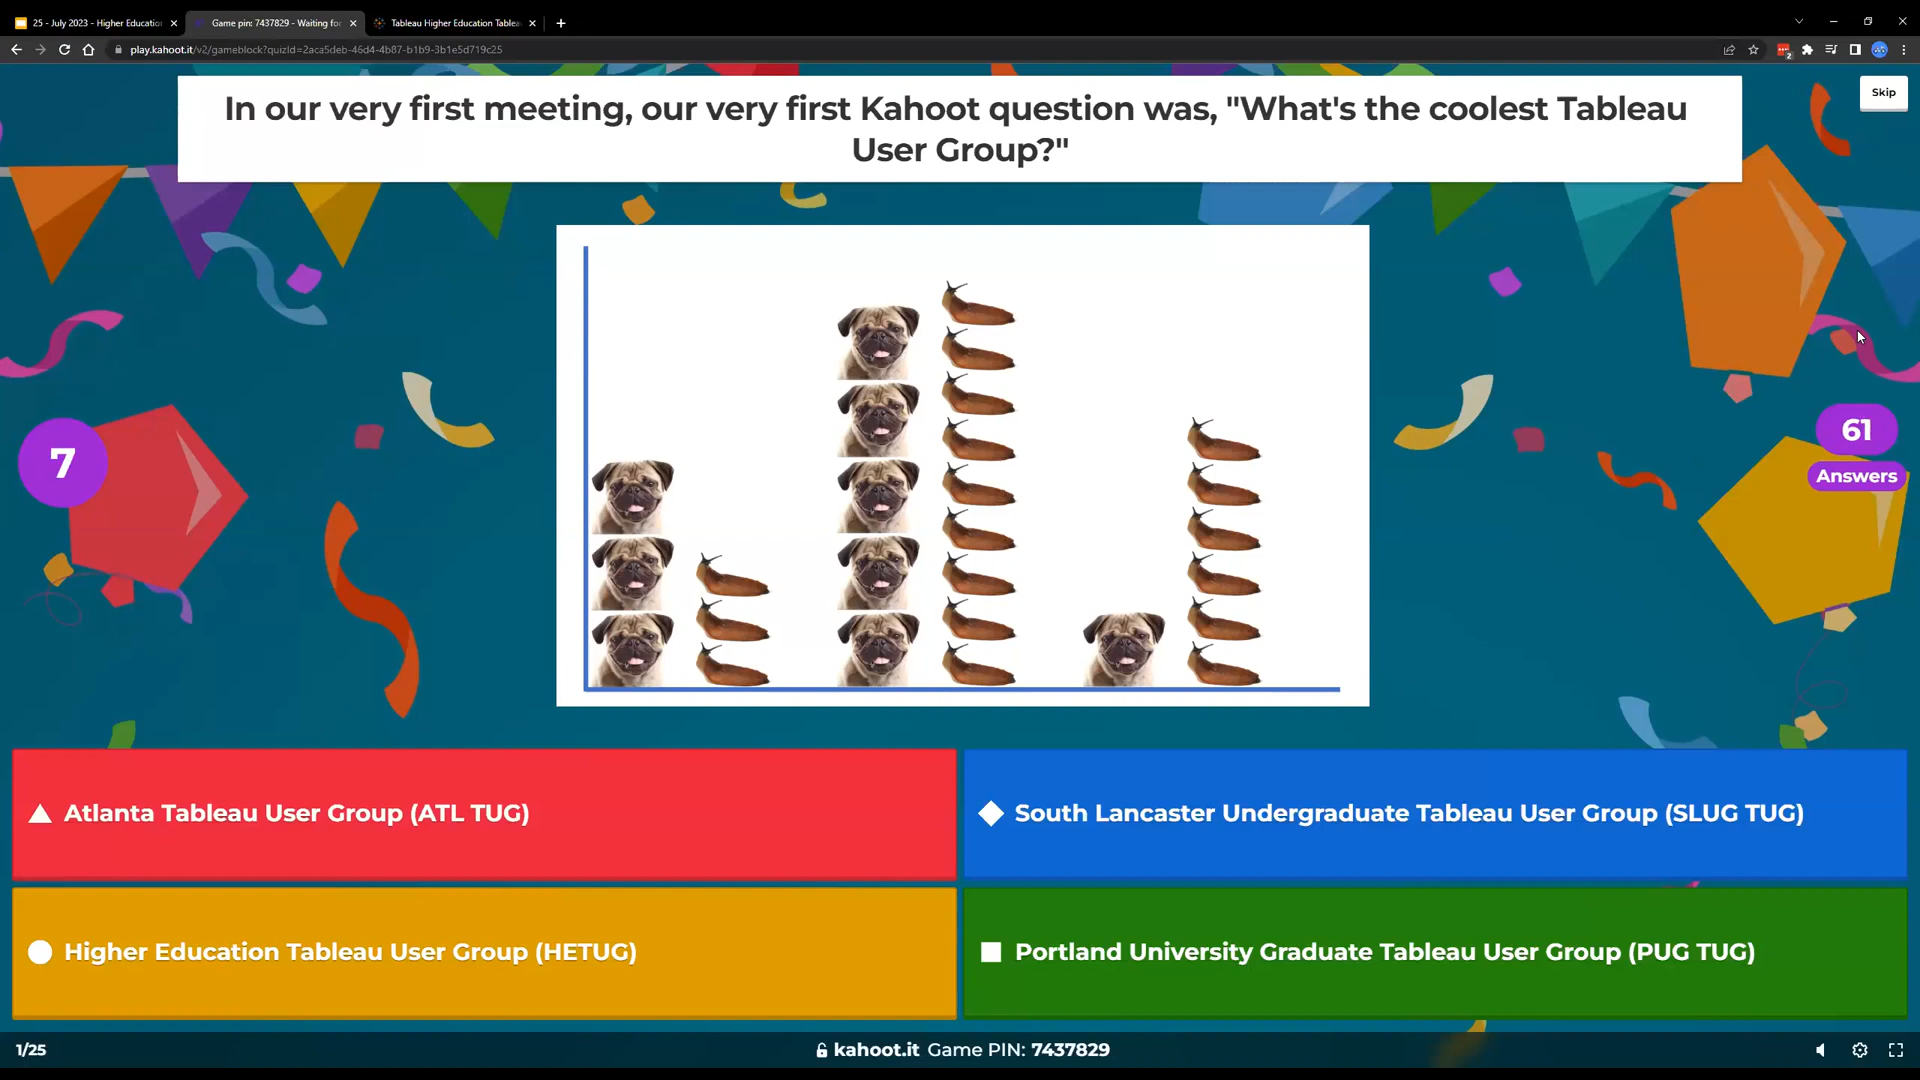 25 - July 2023 - Higher Education
Game pin: 7437829 - Waiting for
Tableau Higher Education Tablea
play.kahoot.it/v2/gameblock?quizId=2aca5deb-46d4-4b87-b1b9-3b1e5d719c25
2
In our very first meeting, our very first Kahoot question was, "What's the coolest Tableau
User Group?"
Skip
7
61
Answers
Atlanta Tableau User Group (ATL TUG)
South Lancaster Undergraduate Tableau User Group (SLUG TUG)
Higher Education Tableau User Group (HETUG)
Portland University Graduate Tableau User Group (PUG TUG)
1/25
kahoot.it Game PIN: 7437829